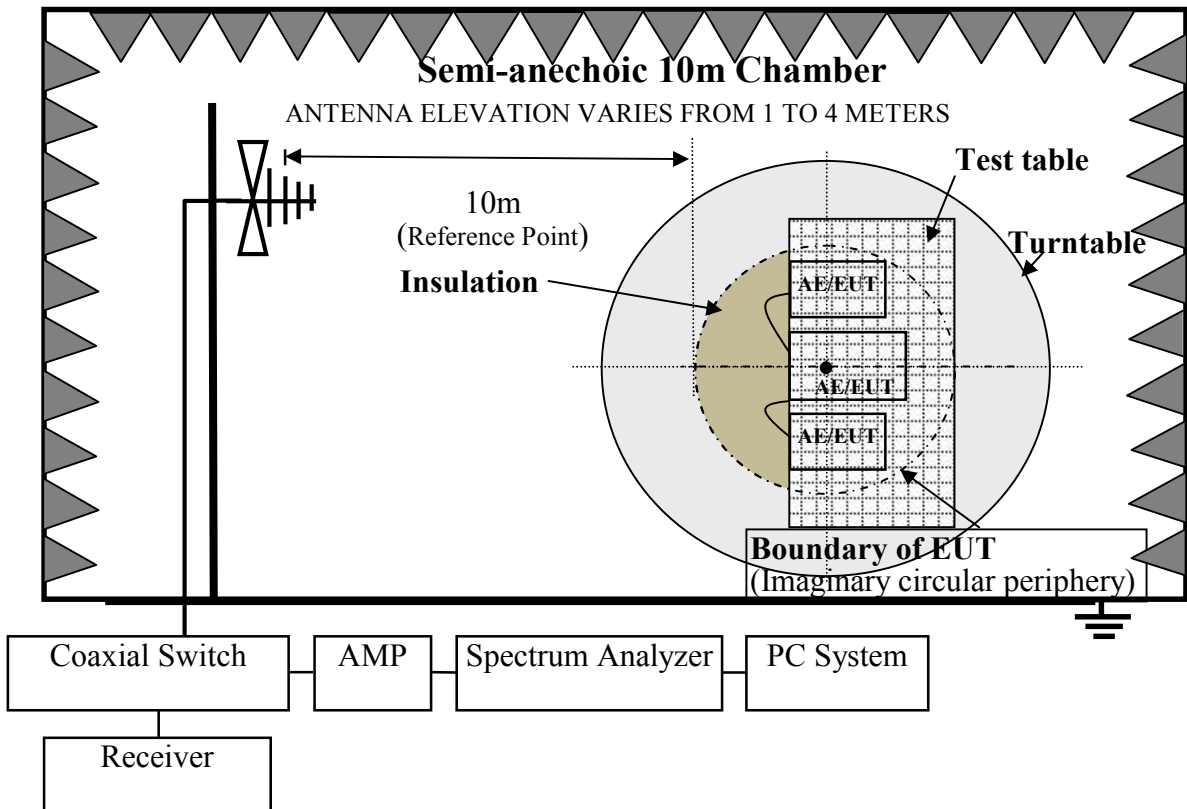 Semi-anechoic 10m Chamber
ANTENNA ELEVATION VARIES FROM 1 TO 4 METERS
Test table
10m
(Reference Point)
Turntable
Insulation
AE/EUT
AE/EUT
AE/EUT
Boundary of EUT
(Imaginary circular periphery)
Coaxial Switch
AMP
Spectrum Analyzer
PC System
Receiver